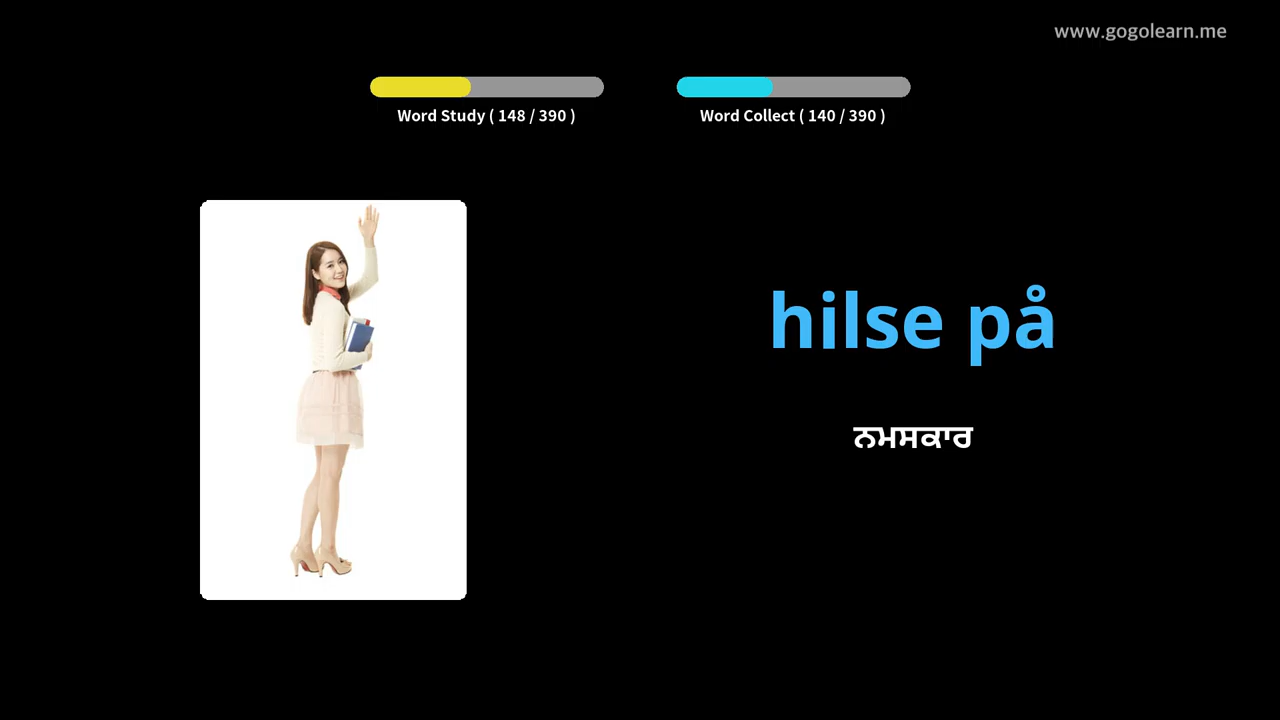 www.gogolearn.me
Word Study ( 148 / 390 )
Word Collect ( 140 / 390 )
hilse på
ਨਮਸਕਾਰ